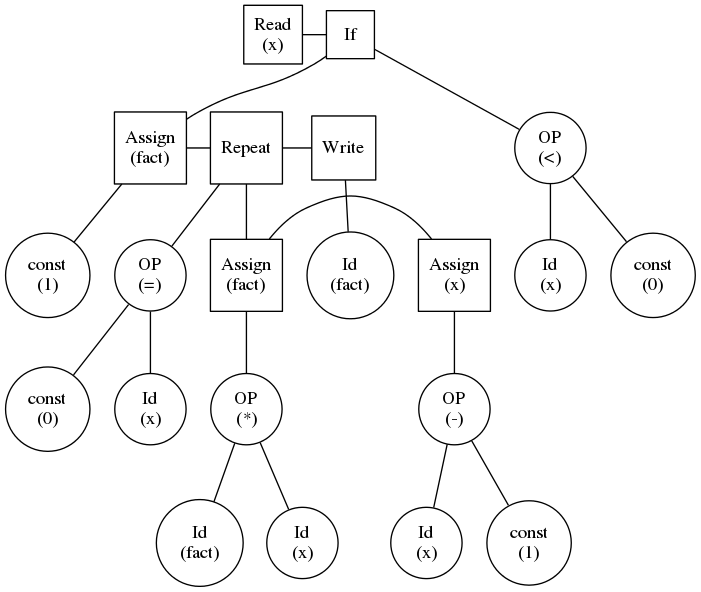 Read
(x)
If
Assign
(fact)
Repeat
Write
OP
(<)
const
(1)
OP
(=)
Assign
(fact)
Id
(fact)
Assign
(x)
Id
(x)
const
(0)
const
(0)
Id
(x)
OP
(*)
OP
(-)
Id
(fact)
Id
(x)
Id
(x)
const
(1)